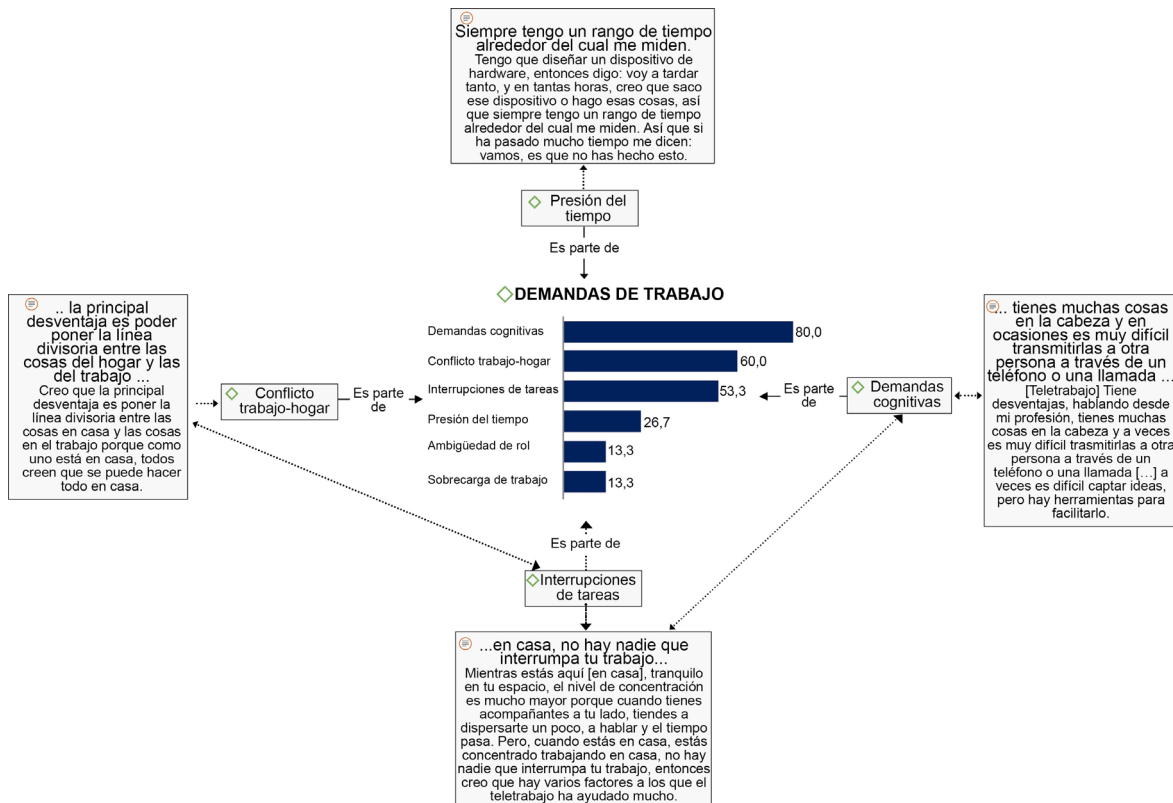 Siempre tengo un rango de tiempo
alrededor del cual me miden.
Tengo que diseñar un dispositivo de
hardware, entonces digo: voy a tardar
tanto, y en tantas horas, creo que saco
ese dispositivo o hago esas cosas, así
que siempre tengo un rango de tiempo
alrededor del cual me miden. Así que si
ha pasado mucho tiempo me dicen:
vamos, es que no has hecho esto.
Presión del
tiempo
Es parte de
DEMANDAS DE TRABAJO
Demandas cognitivas 80,0
Conflicto trabajo-hogar 60,0
Interrupciones de tareas 53,3
Presión del tiempo 26,7
Ambigüedad de rol 13,3
Sobrecarga de trabajo 13,3
.. la principal
desventaja es poder
poner la línea
divisoria entre las
cosas del hogar y las
del trabajo ...
Creo que la principal
desventaja es poner la
línea divisoria entre
las cosas en casa y las cosas
en el trabajo porque como
uno está en casa, todos
creen que se puede hacer
todo en casa.
Conflicto
trabajo-hogar
Es parte
de
Es parte
de
Demandas
cognitivas
... tienes muchas cosas
en la cabeza y en
ocasiones es muy difícil
transmitirlas a otra
persona a través de un
teléfono o una llamada ...
[Teletrabajo] Tiene
desventajas, hablando desde
mi profesión, tienes muchas
cosas en la cabeza y a veces
es muy difícil trasmitirlas a otra
persona a través de un
teléfono o una llamada [...] a
veces es difícil captar ideas,
pero hay herramientas para
facilitarlo.
Es parte de
Interrupciones
de tareas
...en casa, no hay nadie que
interrumpa tu trabajo...
Mientras estás aquí [en casa], tranquilo
en tu espacio, el nivel de concentración
es mucho mayor porque cuando tienes
acompañantes a tu lado, tiendes a
dispersarte un poco, a hablar y el tiempo
pasa. Pero, cuando estás en casa, estás
concentrado trabajando en casa, no hay
nadie que interrumpa tu trabajo, entonces
creo que hay varios factores a los que el
teletrabajo ha ayudado mucho.